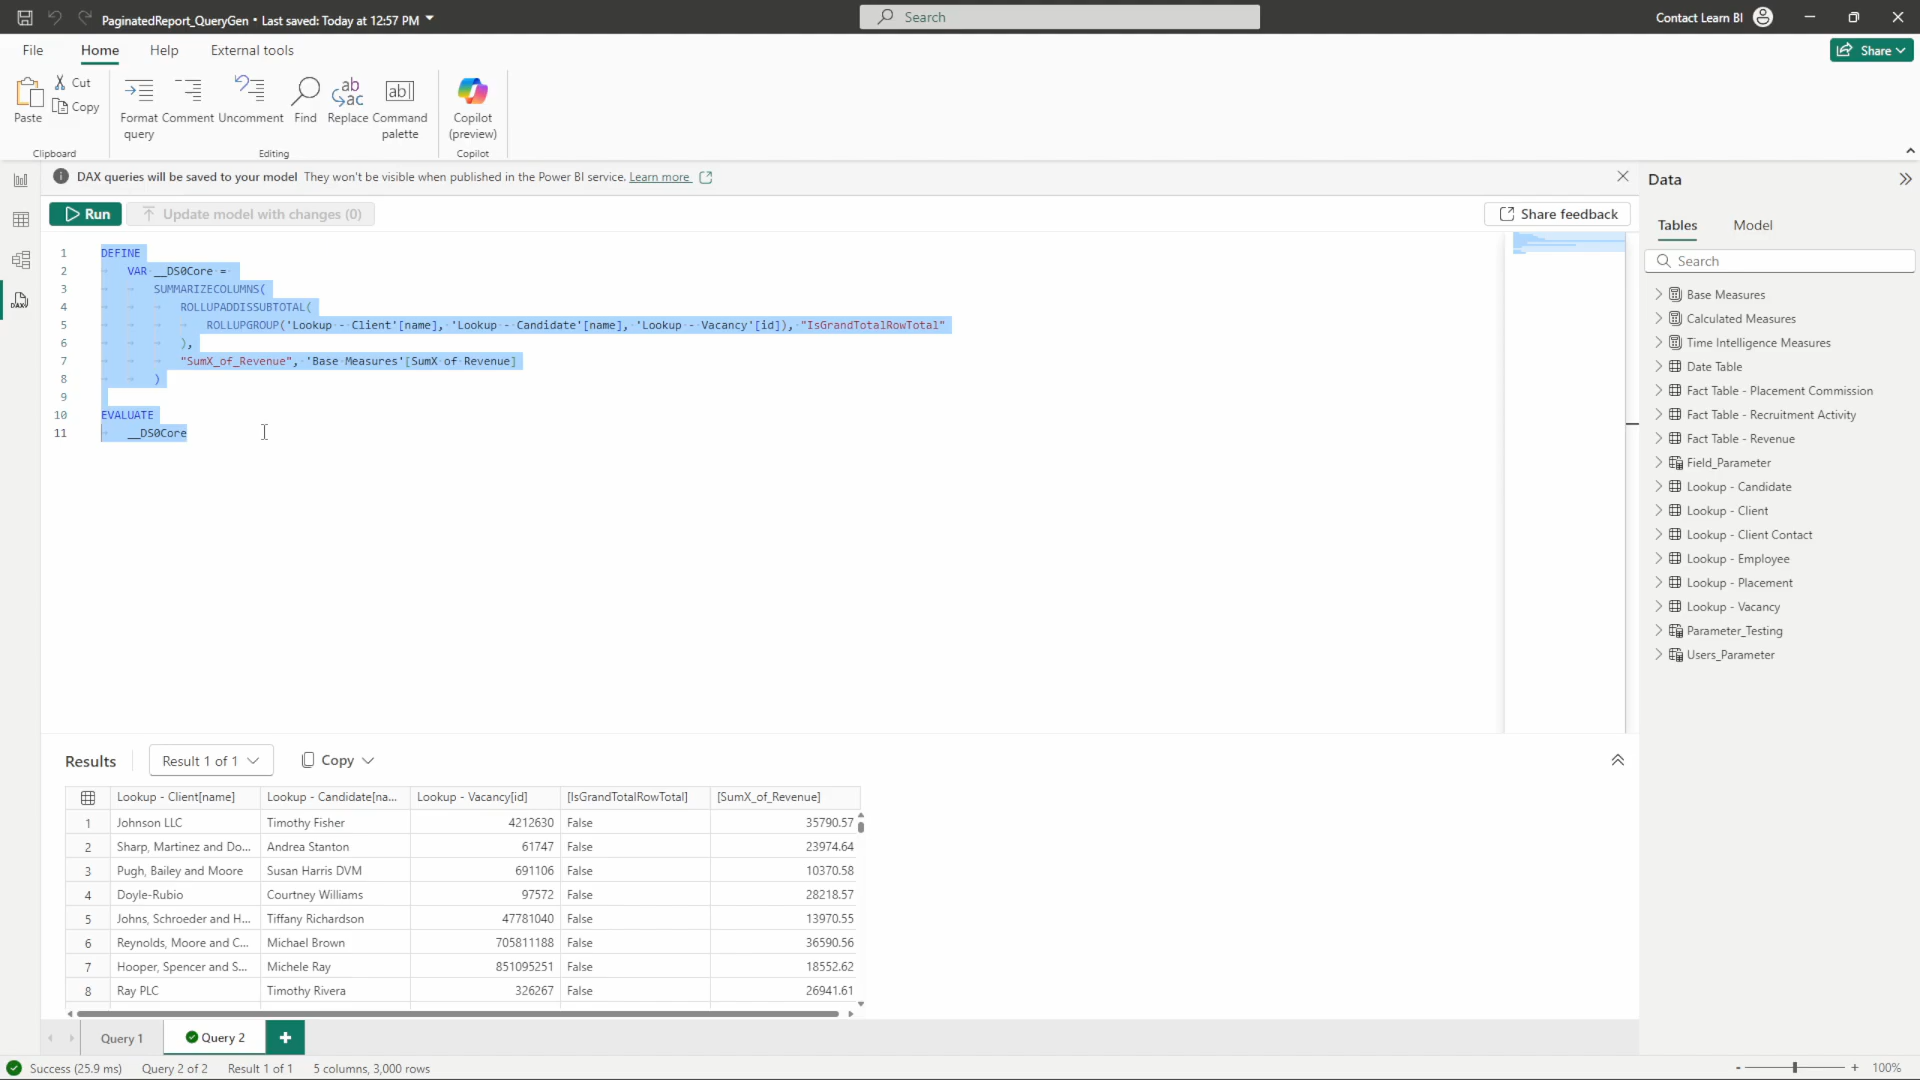 PaginatedReport_QueryGen • Last saved: Today at 12:57 PM
Search
Contact Learn BI
File Home Help External tools
Share
Paste
Cut
Copy
Format query
Comment
Uncomment
Find
Replace
Command palette
Copilot (preview)
Clipboard
Editing
Copilot
DAX queries will be saved to your model They won't be visible when published in the Power BI service. Learn more
Run
Update model with changes (0)
Share feedback
1 DEFINE
2 VAR __DS0Core =
3 SUMMARIZECOLUMNS(
4 ROLLUPADDISSUBTOTAL(
5 ROLLUPGROUP('Lookup - Client'[name], 'Lookup - Candidate'[name], 'Lookup - Vacancy'[id]), "IsGrandTotalRowTotal"
6 ),
7 "SumX_of_Revenue", 'Base Measures'[SumX of Revenue]
8 )
9
10 EVALUATE
11 __DS0Core
Data
Tables Model
Search
Base Measures
Calculated Measures
Time Intelligence Measures
Date Table
Fact Table - Placement Commission
Fact Table - Recruitment Activity
Fact Table - Revenue
Field_Parameter
Lookup - Candidate
Lookup - Client
Lookup - Client Contact
Lookup - Employee
Lookup - Placement
Lookup - Vacancy
Parameter_Testing
Users_Parameter
Results
Result 1 of 1
Copy
Lookup - Client[name] Lookup - Candidate[na... Lookup - Vacancy[id] [IsGrandTotalRowTotal] [SumX_of_Revenue]
1 Johnson LLC Timothy Fisher 4212630 False 35790.57
2 Sharp, Martinez and Do... Andrea Stanton 61747 False 23974.64
3 Pugh, Bailey and Moore Susan Harris DVM 691106 False 10370.58
4 Doyle-Rubio Courtney Williams 97572 False 28218.57
5 Johns, Schroeder and H... Tiffany Richardson 47781040 False 13970.55
6 Reynolds, Moore and C... Michael Brown 705811188 False 36590.56
7 Hooper, Spencer and S... Michele Ray 851095251 False 18552.62
8 Ray PLC Timothy Rivera 326267 False 26941.61
Query 1
Query 2
Success (25.9 ms) Query 2 of 2 Result 1 of 1 5 columns, 3,000 rows
- + 100%
DAX